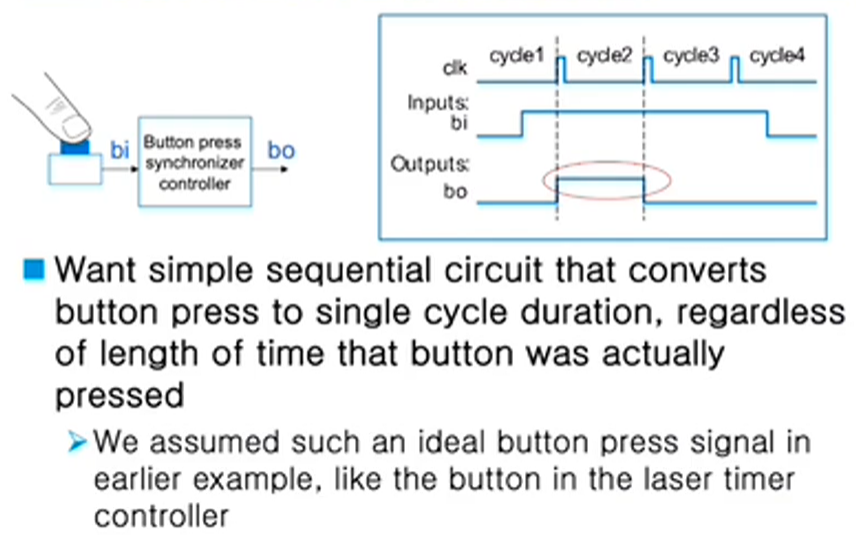 bi
Button press
synchronizer
controller
bo
clk
cycle1
cycle2
cycle3
cycle4
Inputs:
bi
Outputs:
bo
Want simple sequential circuit that converts
button press to single cycle duration, regardless
of length of time that button was actually
pressed
We assumed such an ideal button press signal in
earlier example, like the button in the laser timer
controller